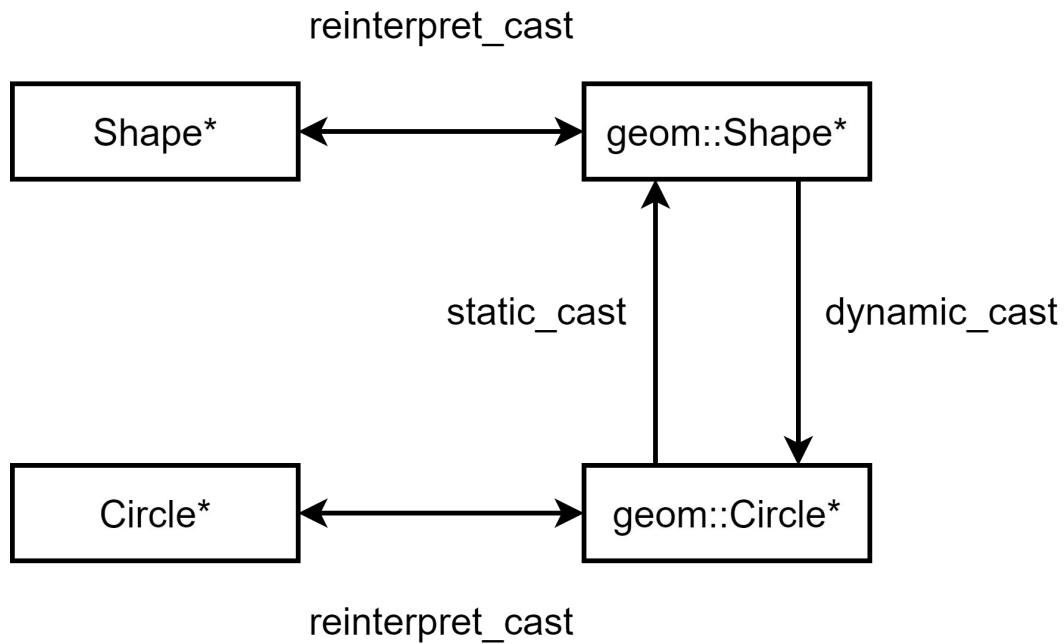 reinterpret_cast
Shape*
geom::Shape*
static_cast
dynamic_cast
Circle*
geom::Circle*
reinterpret_cast